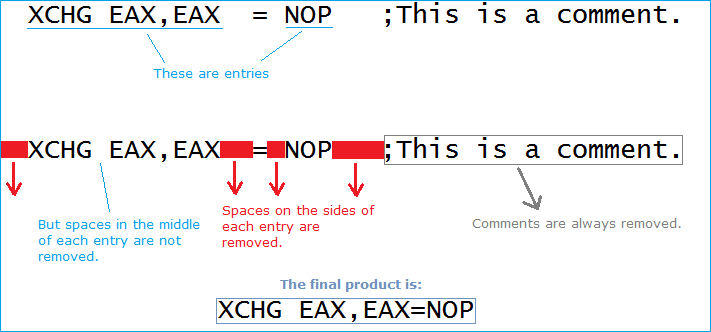 XCHG EAX,EAX  = NOP   ;This is a comment.
These are entries
XCHG EAX,EAX = NOP ;This is a comment.
But spaces in the middle
of each entry are not
removed.
Spaces on the sides of
each entry are
removed.
Comments are always removed.
The final product is:
XCHG EAX,EAX=NOP